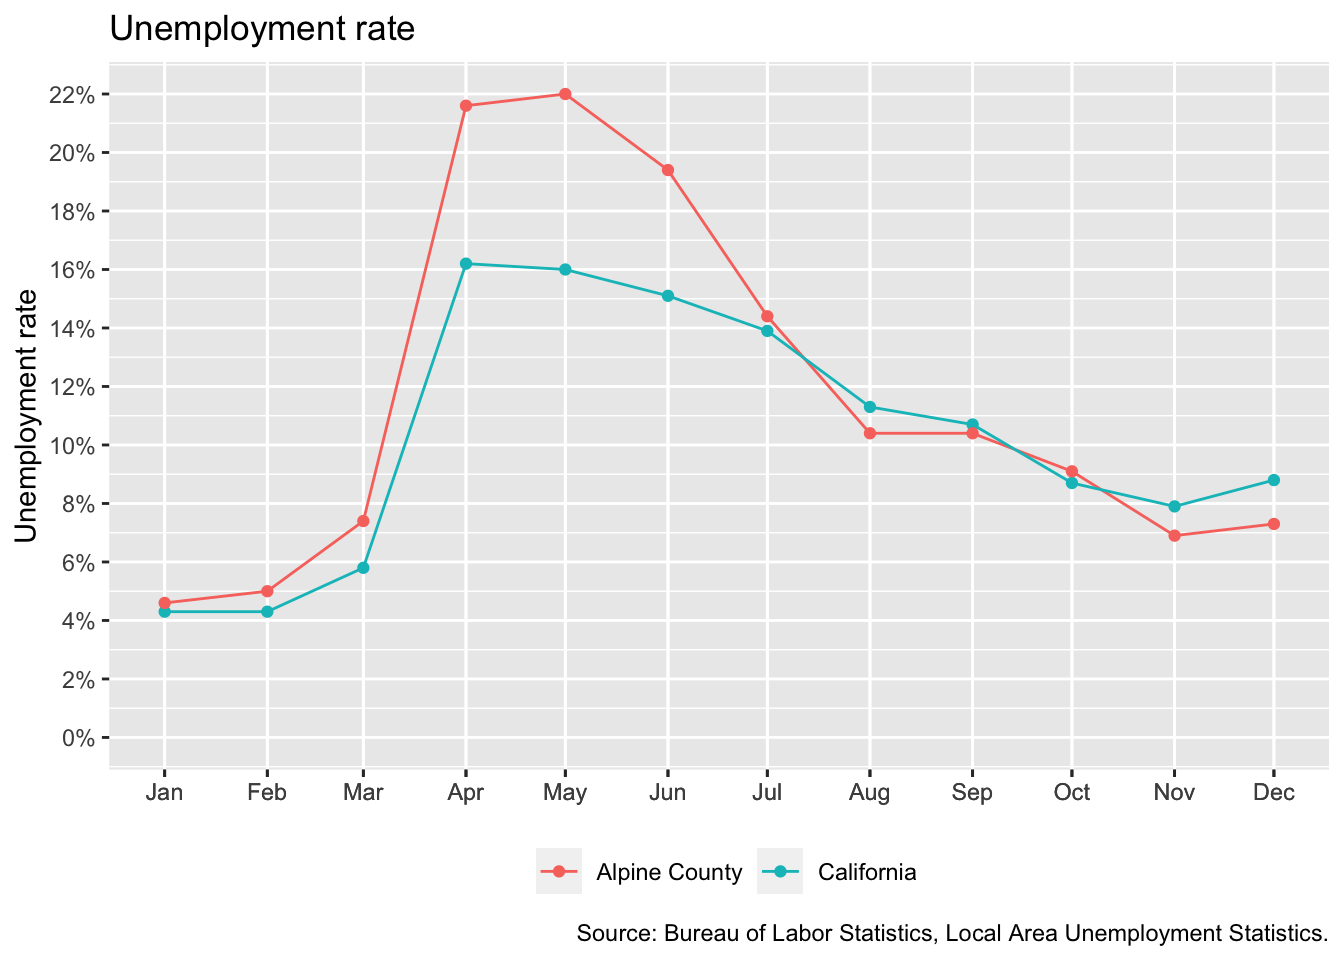 Unemployment rate
Unemployment rate
22%
20%
18%
16%
14%
12%
10%
8%
6%
4%
2%
0%
Jan Feb Mar Apr May Jun Jul Aug Sep Oct Nov Dec
Alpine County California
Source: Bureau of Labor Statistics, Local Area Unemployment Statistics.